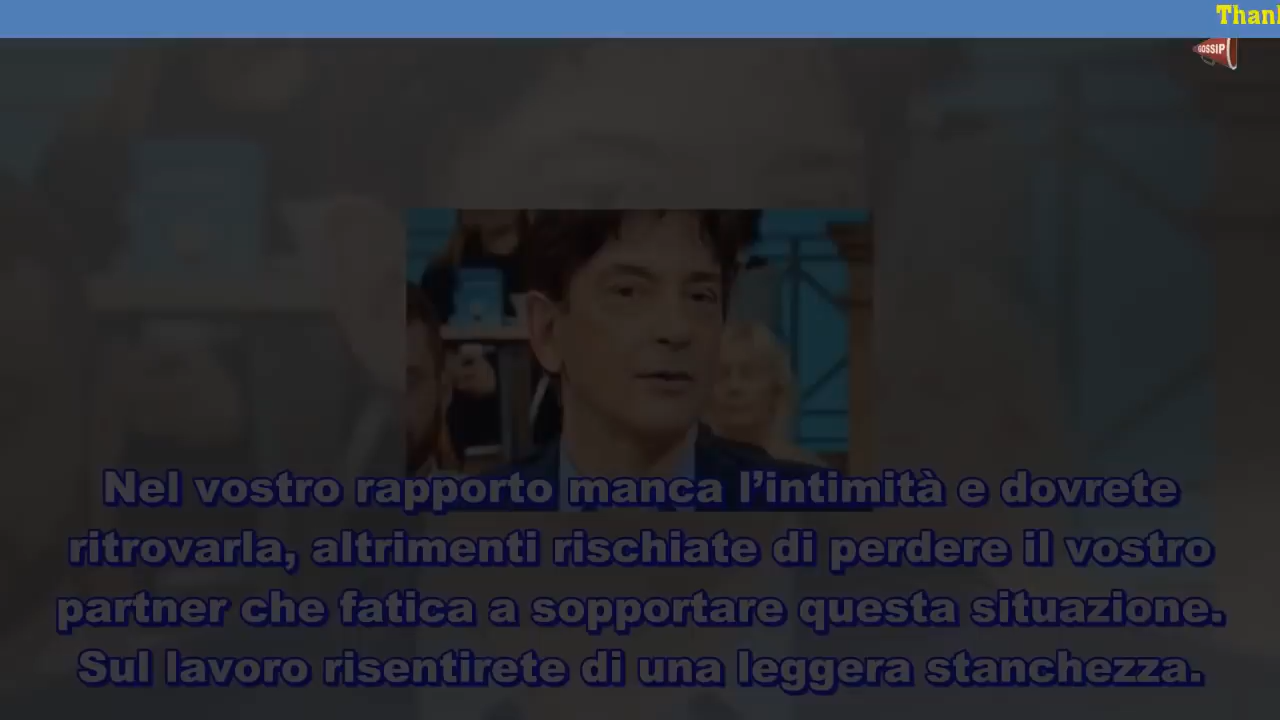 Than
GOSSIP
Nel vostro rapporto manca l’intimità e dovrete
ritrovarla, altrimenti rischiate di perdere il vostro
partner che fatica a sopportare questa situazione.
Sul lavoro risentirete di una leggera stanchezza.